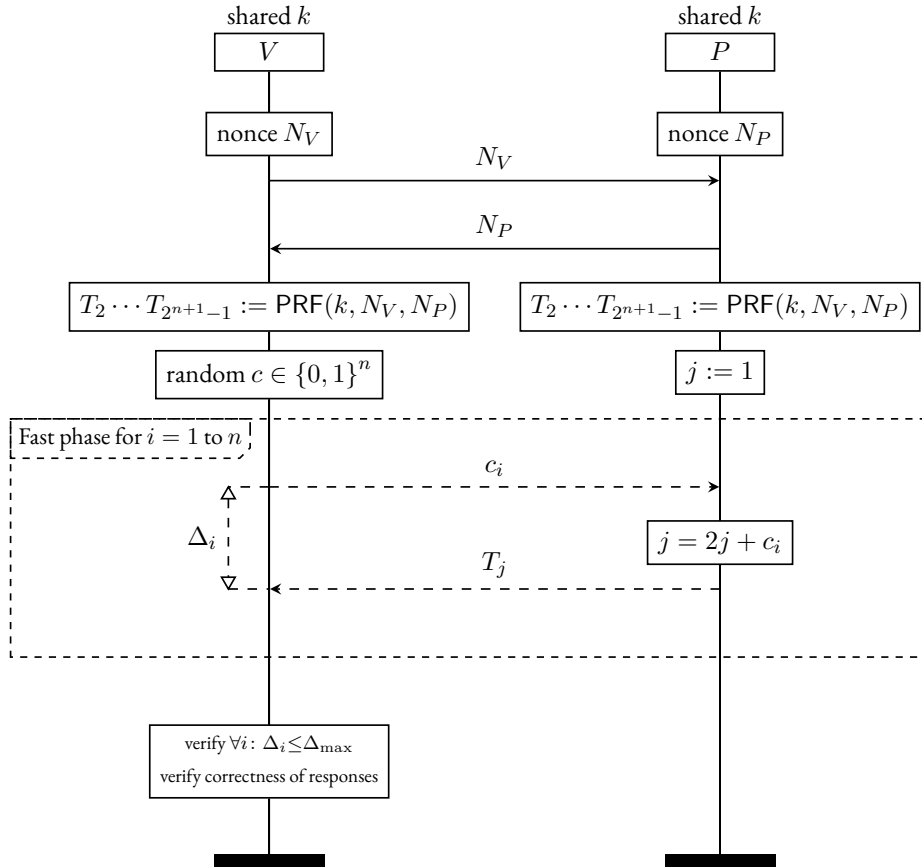 shared k shared k
V P
nonce N_V nonce N_P
N_V
N_P
T_2 ⋯ T_{2^{n+1}-1} := PRF(k, N_V, N_P) T_2 ⋯ T_{2^{n+1}-1} := PRF(k, N_V, N_P)
random c ∈ {0, 1}^n j := 1
Fast phase for i = 1 to n
c_i
Δ_i j = 2j + c_i
T_j
verify ∀i: Δ_i≤Δ_max
verify correctness of responses